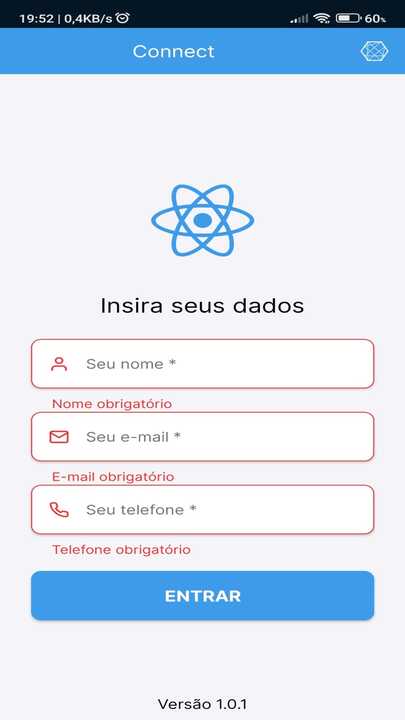 19:52 | 0,4KB/s
60%
Connect
Insira seus dados
Seu nome *
Nome obrigatório
Seu e-mail *
E-mail obrigatório
Seu telefone *
Telefone obrigatório
ENTRAR
Versão 1.0.1